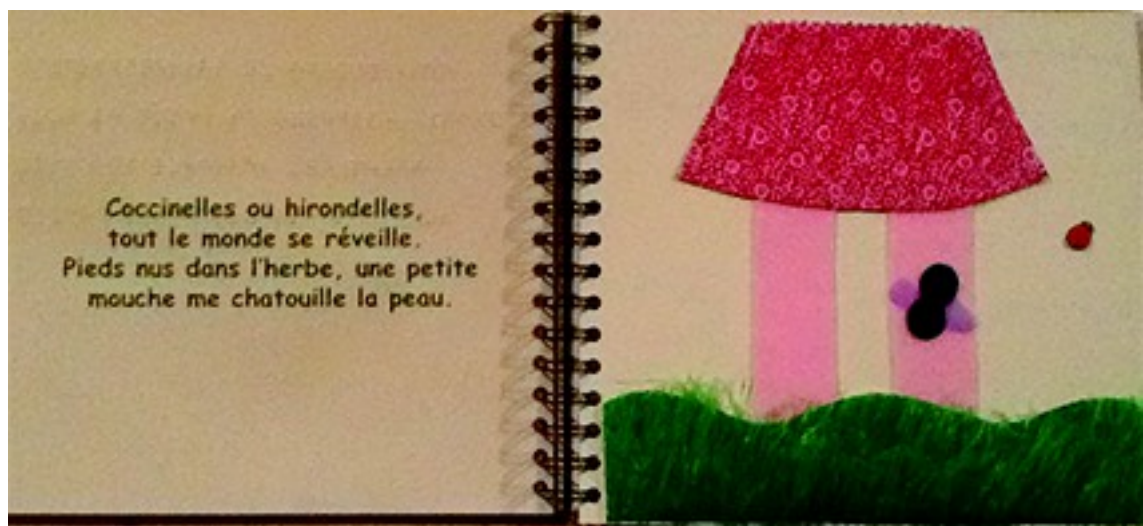 Coccinelles ou hirondelles,
tout le monde se réveille.
Pieds nus dans l'herbe, une petite
mouche me chatouille la peau.